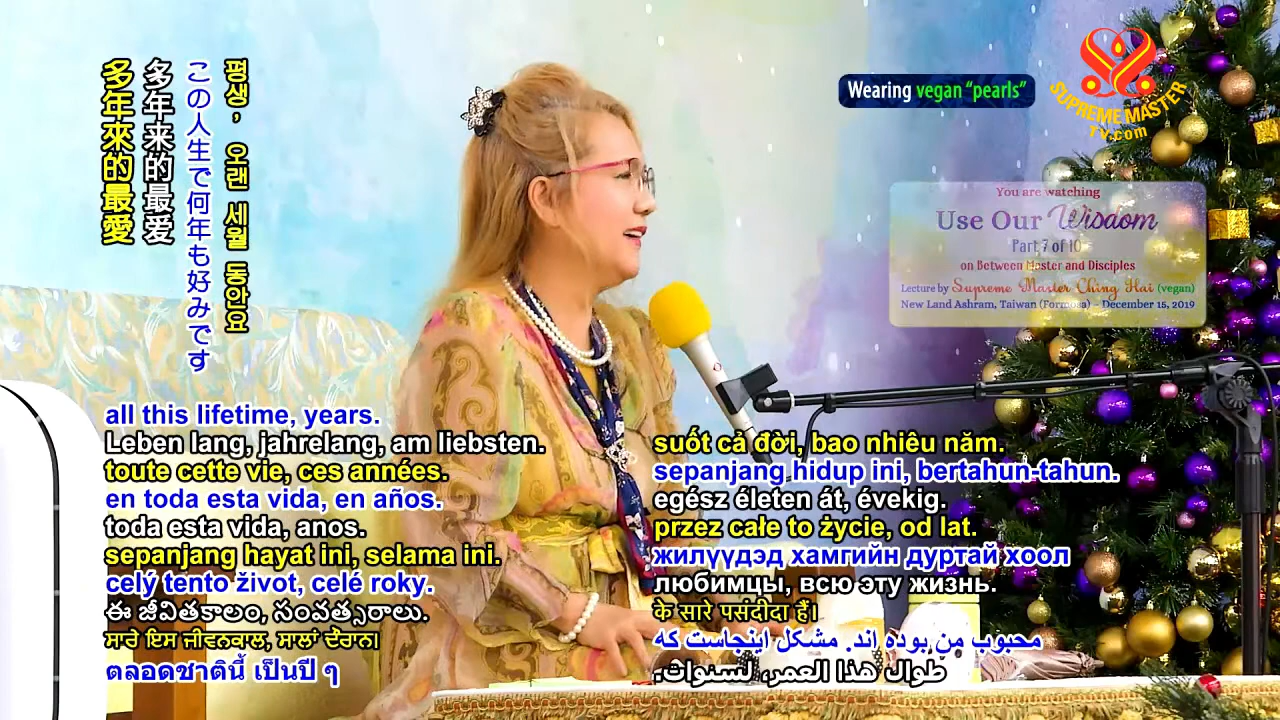 多年來的最愛
多年来的最爱
この人生で何年も好みです
평생, 오랜 세월 동안요
Wearing vegan "pearls"
SUPREME MASTER
TV.com
You are watching
Use Our Wisdom
Part 7 of 10
on Between Master and Disciples
Lecture by Supreme Master Ching Hai (vegan)
New Land Ashram, Taiwan (Formosa) – December 15, 2019
all this lifetime, years.
Leben lang, jahrelang, am liebsten.
toute cette vie, ces années.
en toda esta vida, en años.
toda esta vida, anos.
sepanjang hayat ini, selama ini.
celý tento život, celé roky.
ఈ జీవితకాలం, సంవత్సరాలు.
ਸਾਰੇ ਇਸ ਜੀਵਨਕਾਲ, ਸਾਲਾਂ ਦੌਰਾਨ।
ตลอดชาตินี้ เป็นปี ๆ
suốt cả đời, bao nhiêu năm.
sepanjang hidup ini, bertahun-tahun.
egész életen át, évekig.
przez całe to życie, od lat.
жилүүдэд хамгийн дуртай хоол
любимцы, всю эту жизнь.
के सारे पसंदीदा हैं।
محبوب من بوده اند. مشکل اینجاست که
طوال هذا العمر، لسنوات.